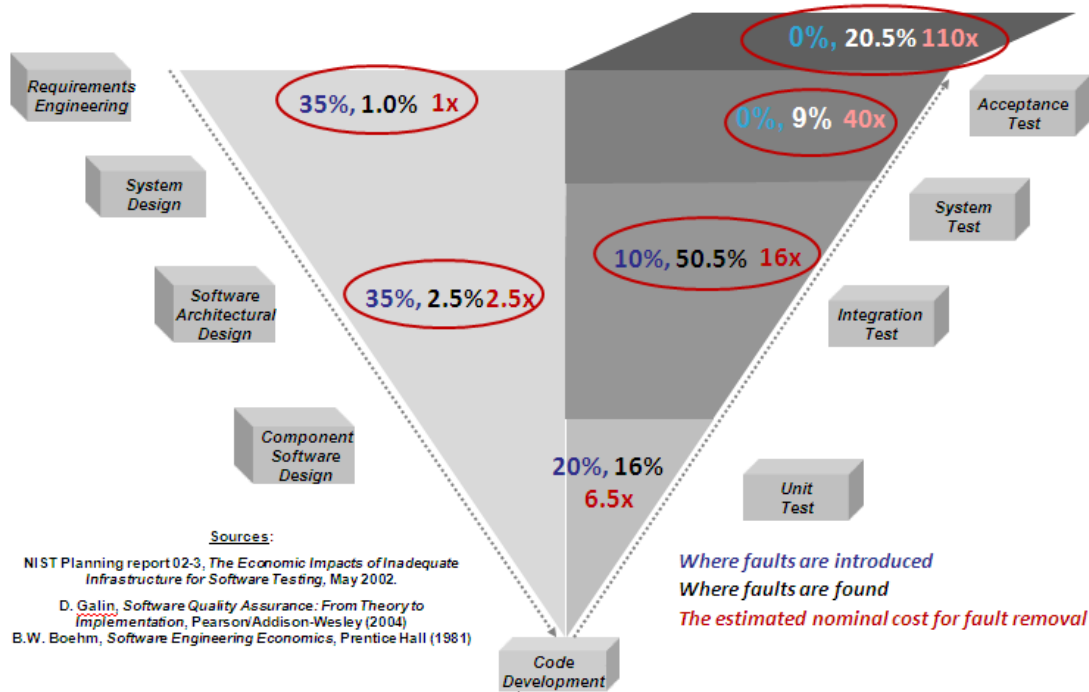 0%, 20.5% 110x
Requirements
Engineering
35%, 1.0% 1x
0%, 9% 40x
Acceptance
Test
System
Design
System
Test
10%, 50.5% 16x
35%, 2.5%2.5x
Software
Architectural
Design
Integration
Test
Component
Software
Design
20%, 16%
6.5x
Unit
Test
Sources:
NIST Planning report 02-3, The Economic Impacts of Inadequate
Infrastructure for Software Testing, May 2002.
D. Galin, Software Quality Assurance: From Theory to
Implementation, Pearson/Addison-Wesley (2004)
B.W. Boehm, Software Engineering Economics, Prentice Hall (1981)
Where faults are introduced
Where faults are found
The estimated nominal cost for fault removal
Code
Development